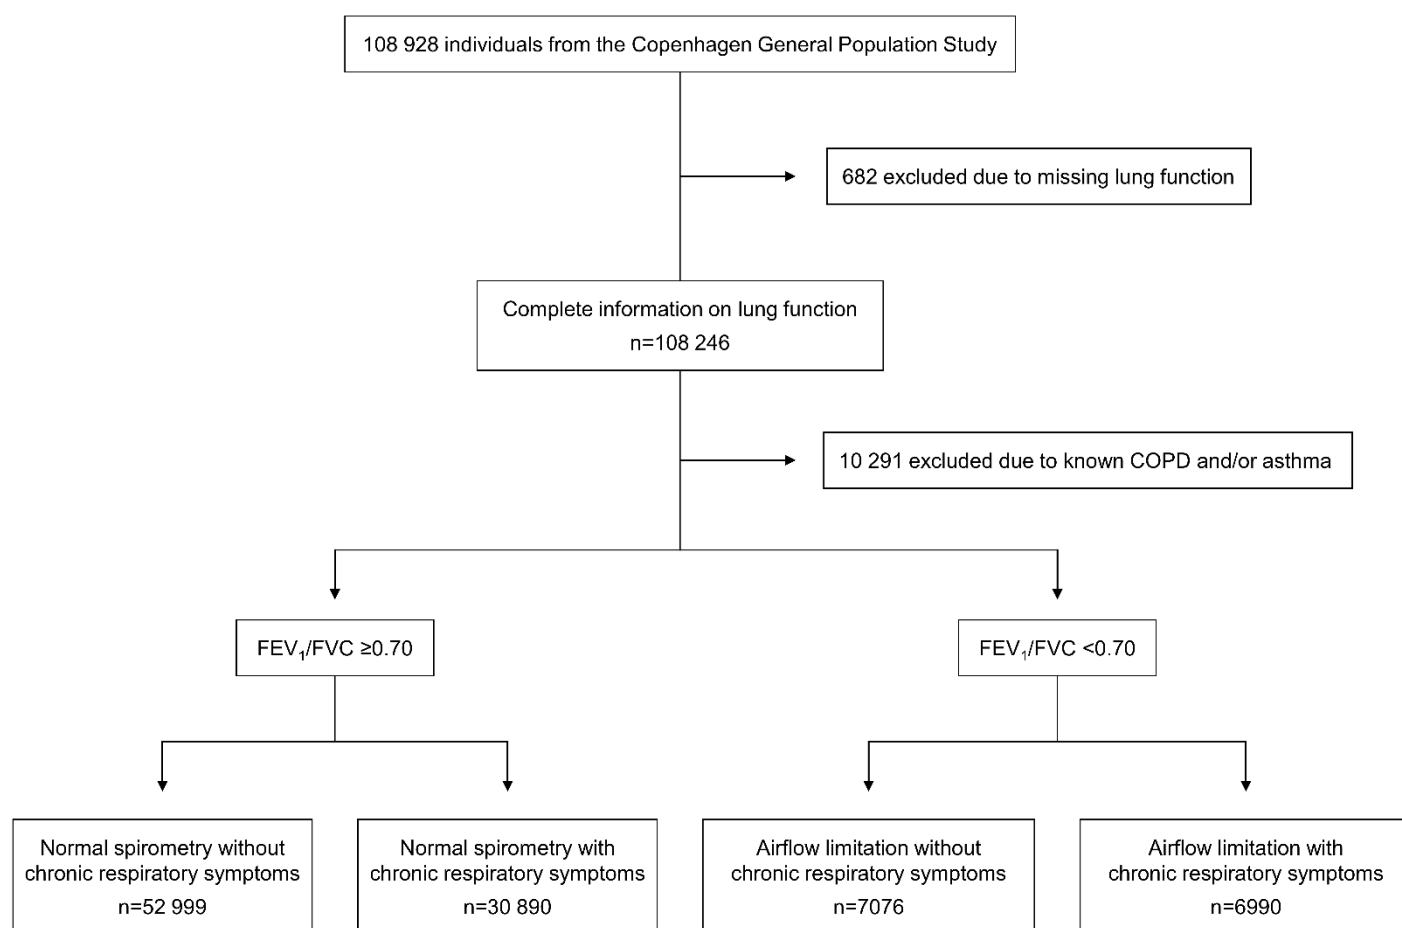 108 928 individuals from the Copenhagen General Population Study
682 excluded due to missing lung function
Complete information on lung function
n=108 246
10 291 excluded due to known COPD and/or asthma
FEV₁/FVC ≥0.70
FEV₁/FVC <0.70
Normal spirometry without
chronic respiratory symptoms
n=52 999
Normal spirometry with
chronic respiratory symptoms
n=30 890
Airflow limitation without
chronic respiratory symptoms
n=7076
Airflow limitation with
chronic respiratory symptoms
n=6990